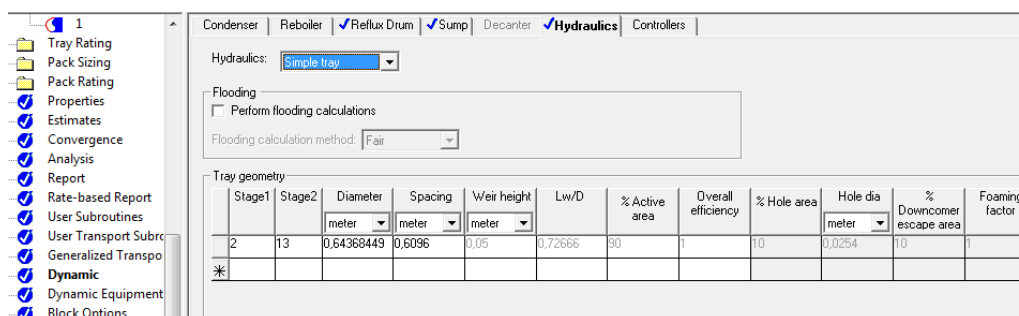 1
Tray Rating
Pack Sizing
Pack Rating
Properties
Estimates
Convergence
Analysis
Report
Rate-based Report
User Subroutines
User Transport Subro
Generalized Transpo
Dynamic
Dynamic Equipment
Block Options
Condenser Reboiler Reflux Drum Sump Decanter Hydraulics Controllers
Hydraulics: Simple tray
Flooding
Perform flooding calculations
Flooding calculation method: Fair
Tray geometry
Stage1 Stage2 Diameter Spacing Weir height Lw/D % Active area Overall efficiency % Hole area Hole dia % Downcomer escape area Foaming factor
meter meter meter meter
2 13 0,64368449 0,6096 0,05 0,72666 90 1 10 0,0254 10 1